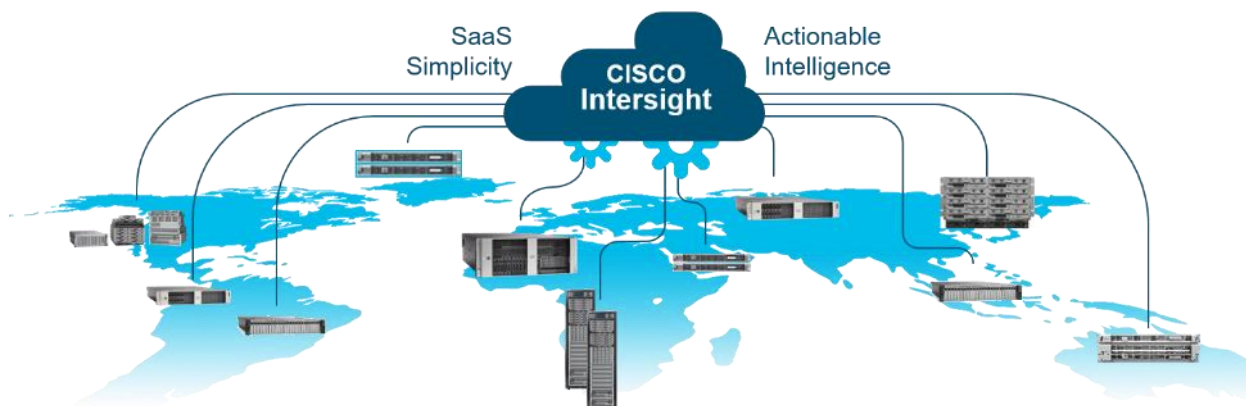 SaaS
Simplicity
CISCO
Intersight
Actionable
Intelligence